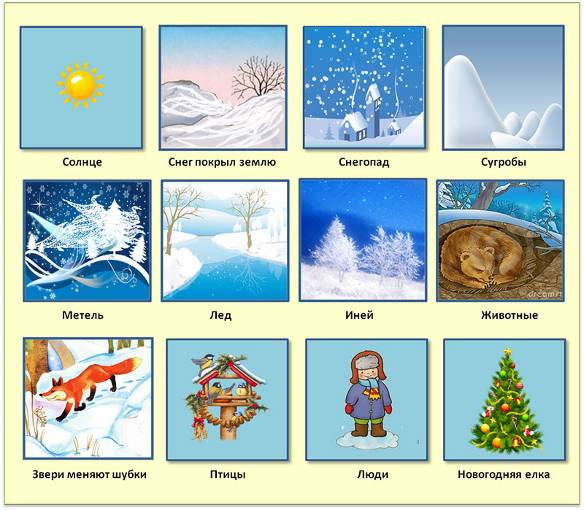 Солнце
Снег покрыл землю
Снегопад
Сугробы
Метель
Лед
Иней
Животные
Звери меняют шубки
Птицы
Люди
Новогодняя елка